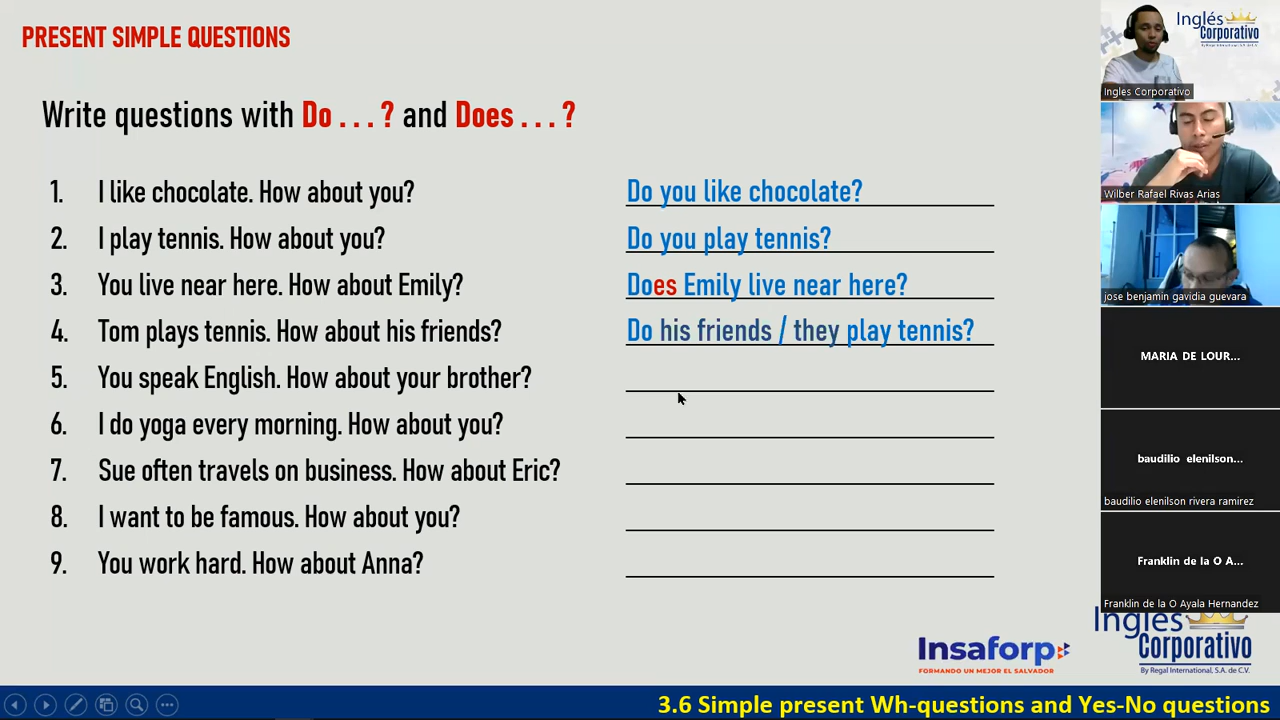 PRESENT SIMPLE QUESTIONS
Write questions with Do . . . ? and Does . . . ?
1. I like chocolate. How about you? Do you like chocolate?
2. I play tennis. How about you? Do you play tennis?
3. You live near here. How about Emily? Does Emily live near here?
4. Tom plays tennis. How about his friends? Do his friends / they play tennis?
5. You speak English. How about your brother?
6. I do yoga every morning. How about you?
7. Sue often travels on business. How about Eric?
8. I want to be famous. How about you?
9. You work hard. How about Anna?
Insaforp
FORMANDO UN MEJOR EL SALVADOR
Inglés
Corporativo
By Regal International, S.A. de C.V.
3.6 Simple present Wh-questions and Yes-No questions
Inglés
Corporativo
By Regal International, S.A. de C.V.
Ingles Corporativo
Wilber Rafael Rivas Arias
jose benjamin gavidia guevara
MARIA DE LOUR...
baudilio elenilson...
baudilio elenilson rivera ramirez
Franklin de la O A...
Franklin de la O Ayala Hernandez